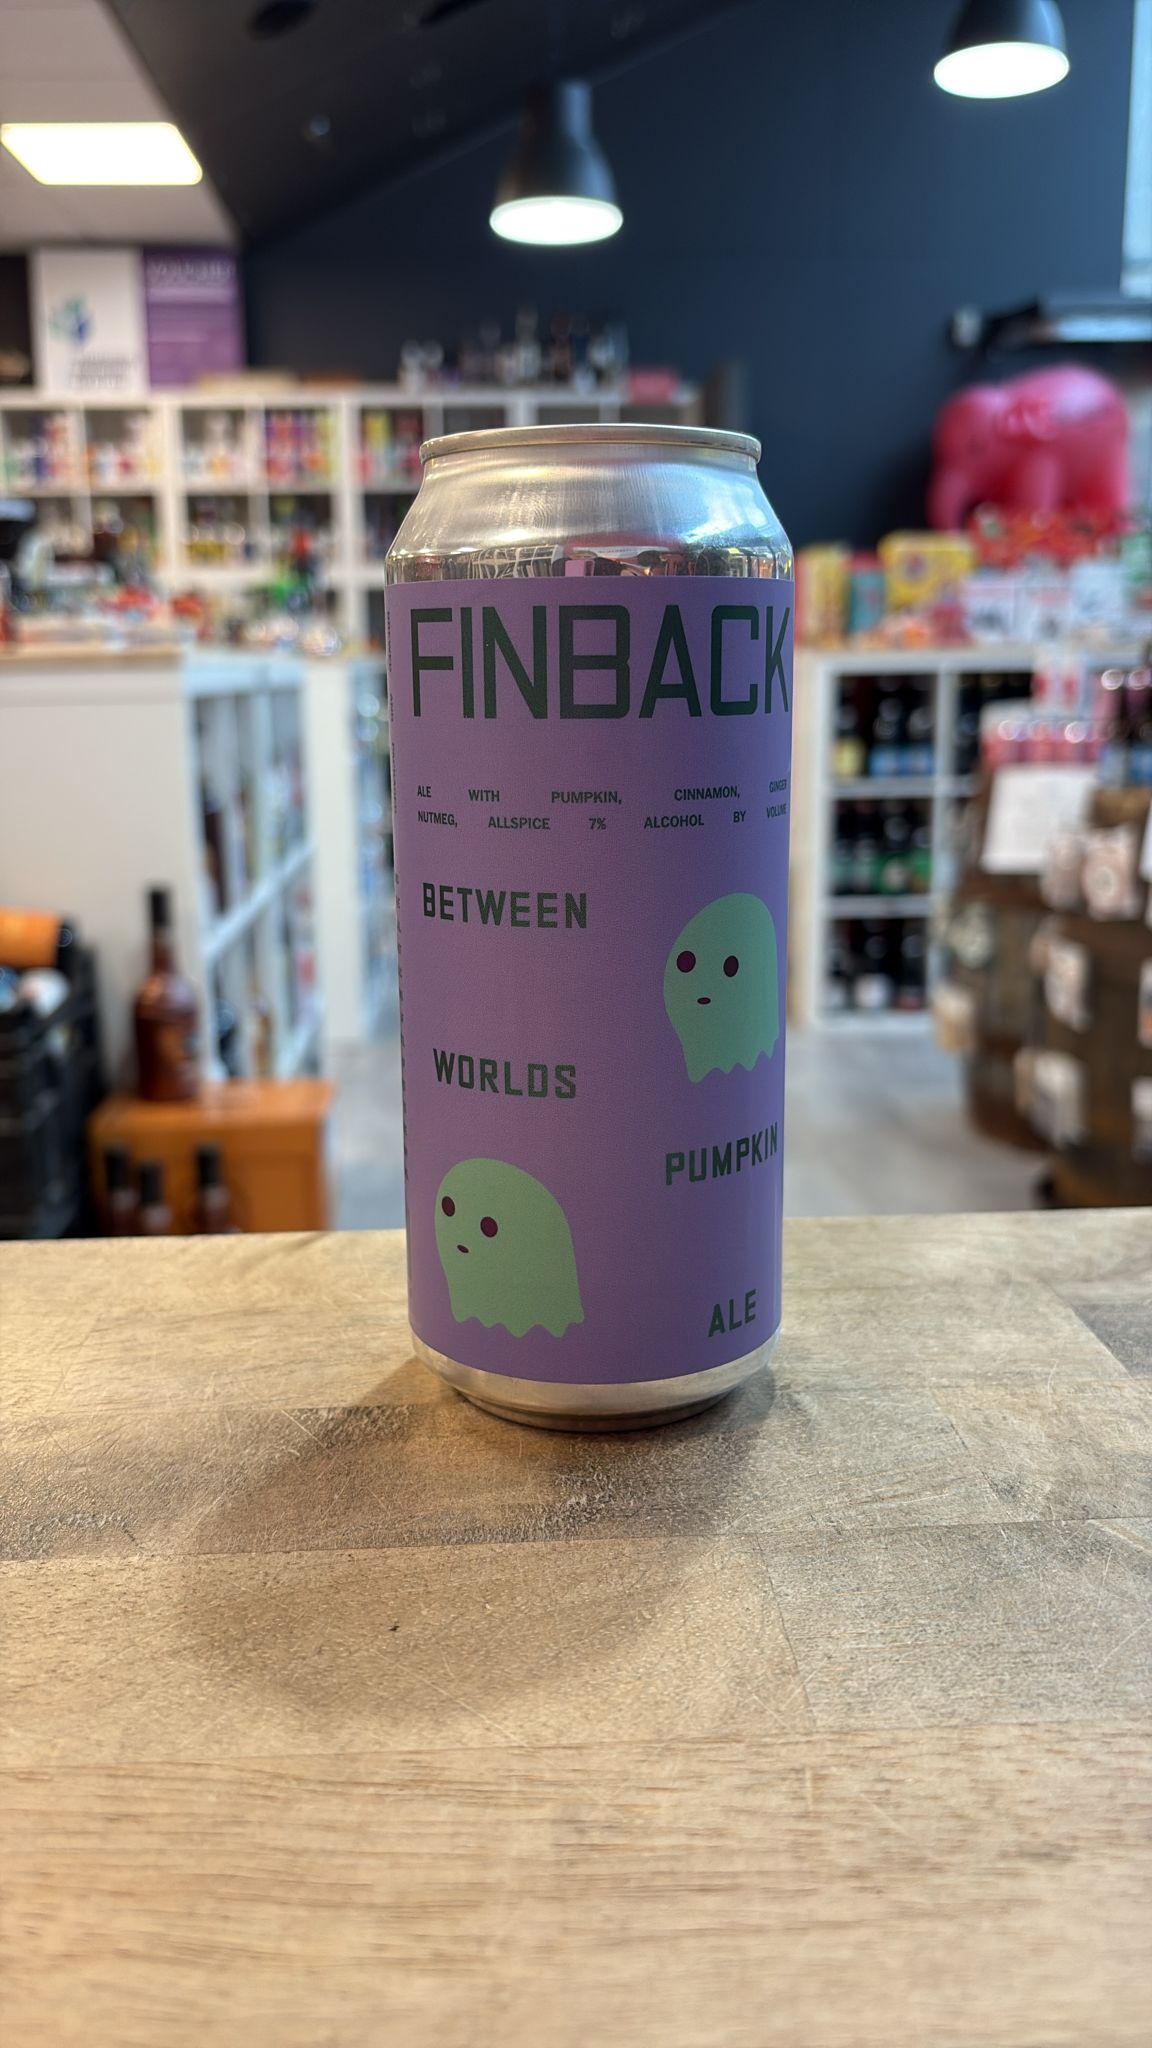 FINBACK
ALE WITH PUMPKIN, CINNAMON, GINGER
NUTMEG, ALLSPICE 7% ALCOHOL BY VOLUME
BETWEEN
WORLDS
PUMPKIN
ALE